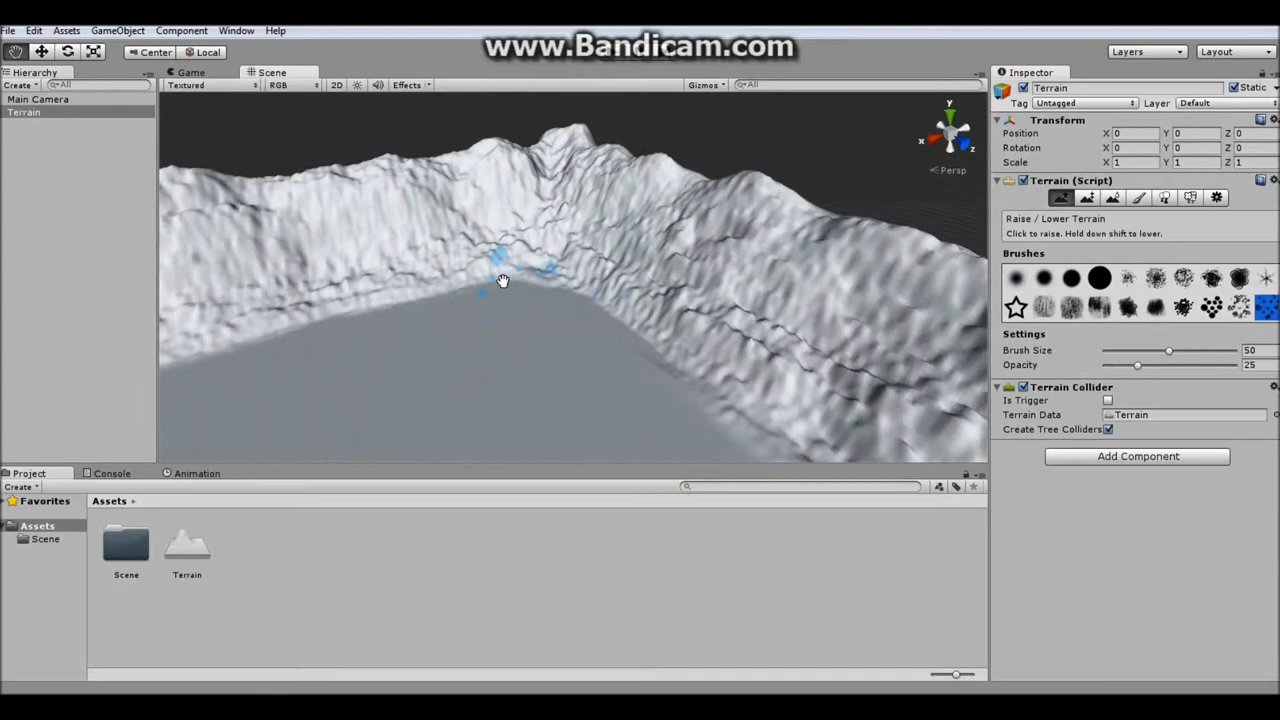 www.Bandicam.com
File Edit Assets GameObject Component Window Help
Center Local Layers Layout
Hierarchy Game Scene Inspector
Create All Textured RGB 2D Effects Gizmos All Terrain Static
Main Camera Tag Untagged Layer Default
Terrain
y
x
z
Persp
Transform
Position X 0 Y 0 Z 0
Rotation X 0 Y 0 Z 0
Scale X 1 Y 1 Z 1
Terrain (Script)
Raise / Lower Terrain
Click to raise. Hold down shift to lower.
Brushes
Settings
Brush Size 50
Opacity 25
Terrain Collider
Is Trigger
Terrain Data Terrain
Create Tree Colliders
Add Component
Project Console Animation
Create
Favorites
Assets
Assets
Scene
Scene Terrain